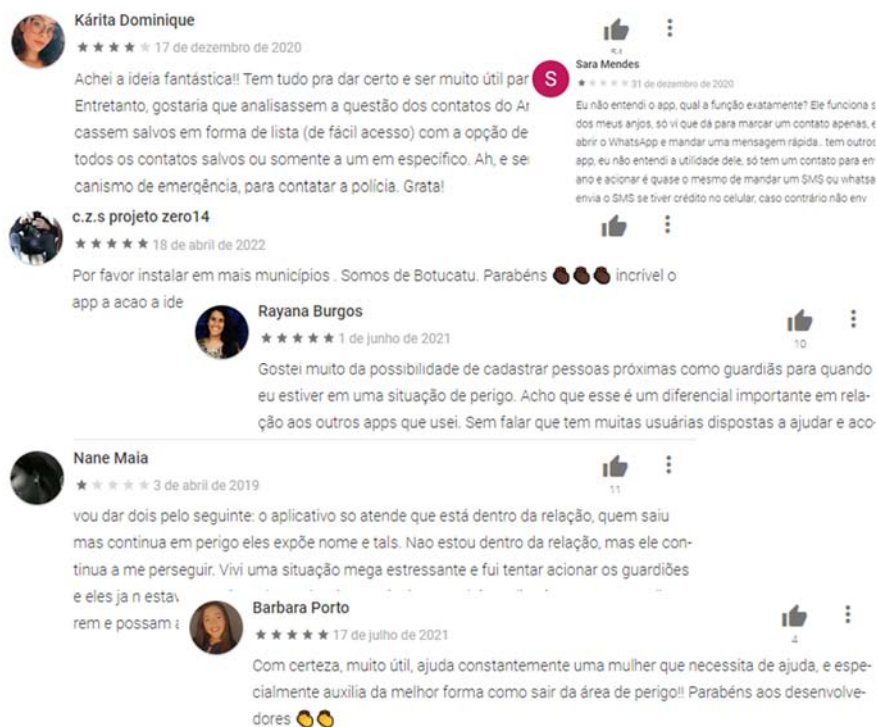 Kárita Dominique
17 de dezembro de 2020
Achei a ideia fantástica!! Tem tudo pra dar certo e ser muito útil par
Entretanto, gostaria que analisassem a questão dos contatos do Ar
cassem salvos em forma de lista (de fácil acesso) com a opção de
todos os contatos salvos ou somente a um em específico. Ah, e se
canismo de emergência, para contatar a polícia. Grata!
Sara Mendes
S
31 de dezembro de 2020
Eu não entendi o app, qual a função exatamente? Ele funciona s
dos meus anjos, só vi que dá para marcar um contato apenas, e
abrir o WhatsApp e mandar uma mensagem rápida.. tem outros
app, eu não entendi a utilidade dele, só tem um contato para en
ano e acionar é quase o mesmo de mandar um SMS ou whatsa
envia o SMS se tiver crédito no celular, caso contrário não env
c.z.s projeto zero14
18 de abril de 2022
Por favor instalar em mais municípios . Somos de Botucatu. Parabéns 👏🏿👏🏿👏🏿 incrível o
app a acao a ide
Rayana Burgos
1 de junho de 2021
10
Gostei muito da possibilidade de cadastrar pessoas próximas como guardiãs para quando
eu estiver em uma situação de perigo. Acho que esse é um diferencial importante em rela-
ção aos outros apps que usei. Sem falar que tem muitas usuárias dispostas a ajudar e aco-
Nane Maia
3 de abril de 2019
11
vou dar dois pelo seguinte: o aplicativo so atende que está dentro da relação, quem saiu
mas continua em perigo eles expõe nome e tals. Nao estou dentro da relação, mas ele con-
tinua a me perseguir. Vivi uma situação mega estressante e fui tentar acionar os guardiões
e eles ja n estav
rem e possam a
Barbara Porto
17 de julho de 2021
4
Com certeza, muito útil, ajuda constantemente uma mulher que necessita de ajuda, e espe-
cialmente auxilia da melhor forma como sair da área de perigo!! Parabéns aos desenvolve-
dores 👏👏